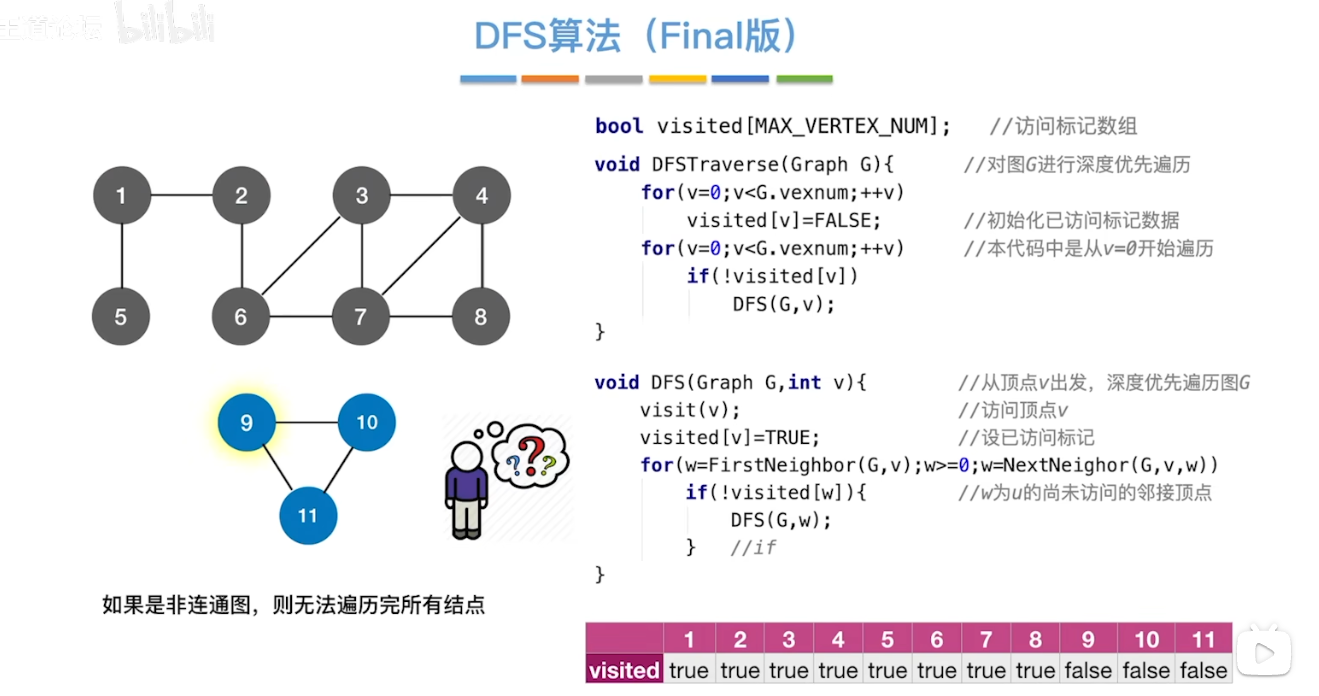 bilibili
DFS算法（Final版）
bool visited[MAX_VERTEX_NUM]; //访问标记数组
void DFSTraverse(Graph G){ //对图G进行深度优先遍历
for(v=0;v<G.vexnum;++v)
visited[v]=FALSE; //初始化已访问标记数据
for(v=0;v<G.vexnum;++v) //本代码中是从v=0开始遍历
if(!visited[v])
DFS(G,v);
}
void DFS(Graph G,int v){ //从顶点v出发，深度优先遍历图G
visit(v); //访问顶点v
visited[v]=TRUE; //设已访问标记
for(w=FirstNeighbor(G,v);w>=0;w=NextNeighor(G,v,w))
if(!visited[w]){ //w为u的尚未访问的邻接顶点
DFS(G,w);
} //if
}
1 2 3 4
5 6 7 8
9 10
11
? ? ?
如果是非连通图，则无法遍历完所有结点
1 2 3 4 5 6 7 8 9 10 11
visited true true true true true true true true false false false